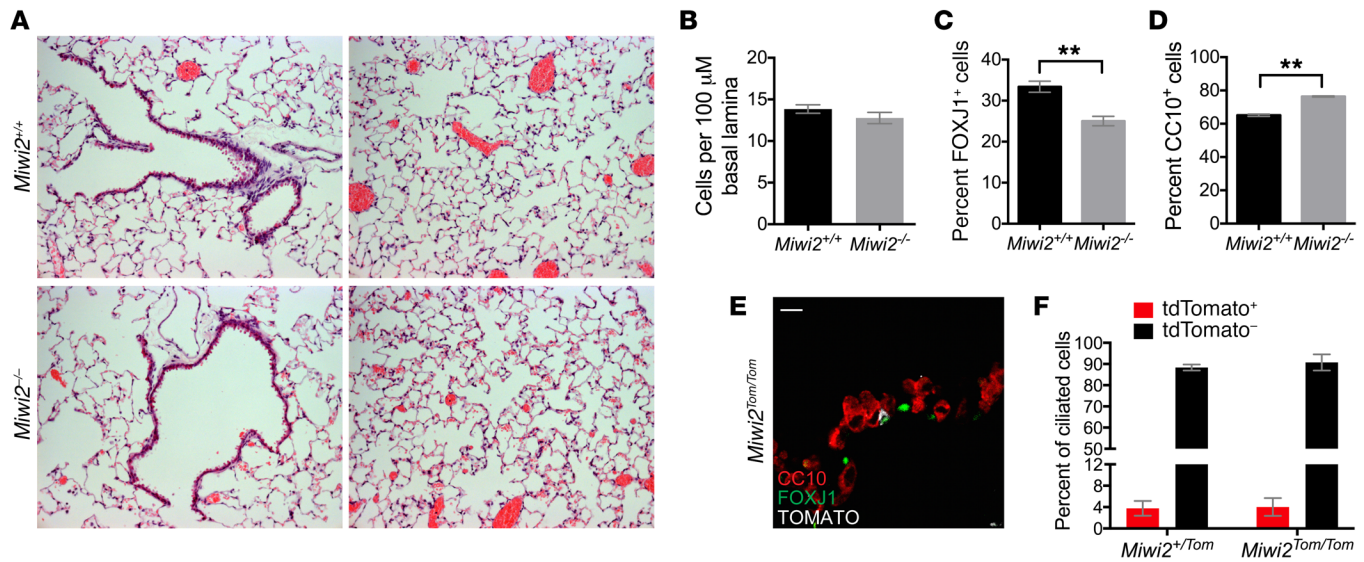 A
Miwi2+/+
Miwi2-/-
B
Cells per 100 μM
basal lamina
20
15
10
5
0
Miwi2+/+ Miwi2-/-
C
**
Percent FOXJ1+ cells
40
30
20
10
0
Miwi2+/+ Miwi2-/-
D
**
Percent CC10+ cells
100
80
60
40
20
0
Miwi2+/+ Miwi2-/-
E
Miwi2Tom/Tom
CC10
FOXJ1
TOMATO
F
tdTomato+
tdTomato–
Percent of ciliated cells
100
90
80
70
60
50
12
8
4
0
Miwi2+/Tom Miwi2Tom/Tom